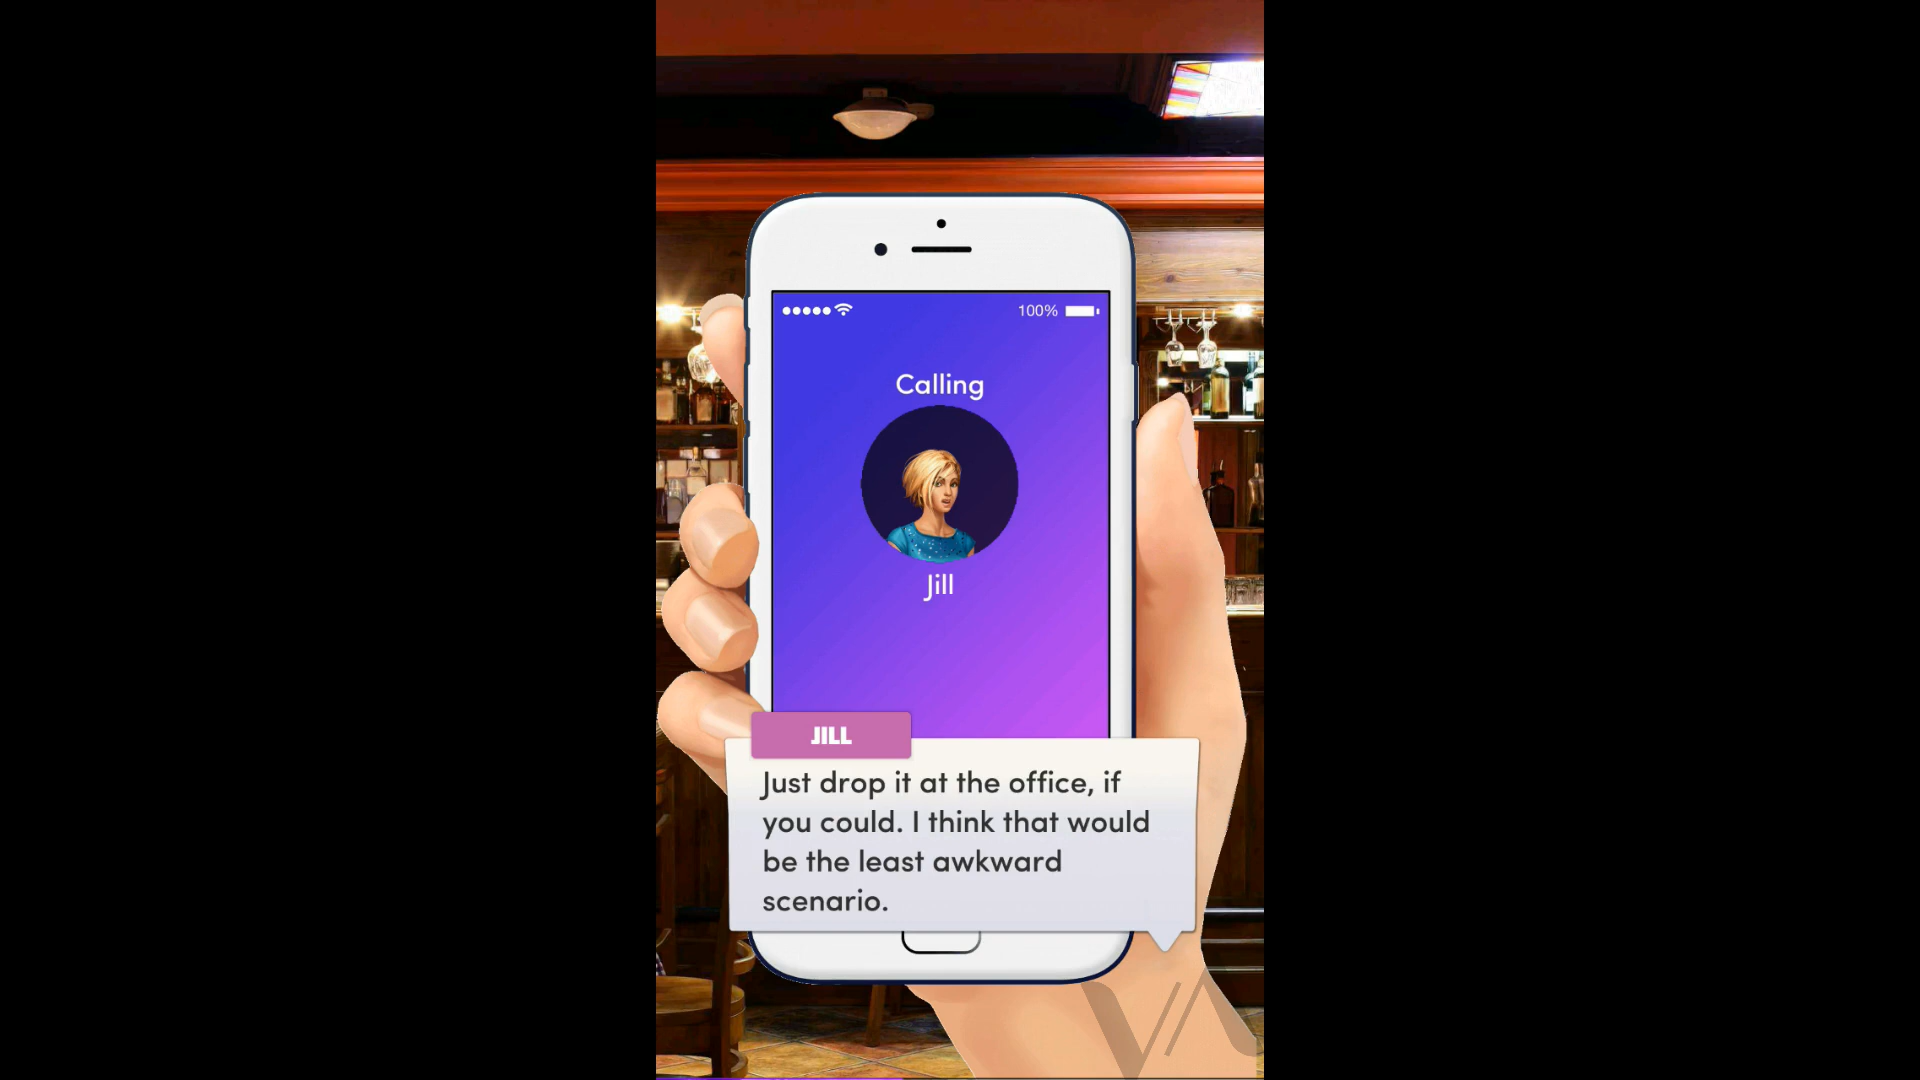 100%
Calling
Jill
JILL
Just drop it at the office, if
you could. I think that would
be the least awkward
scenario.
VA